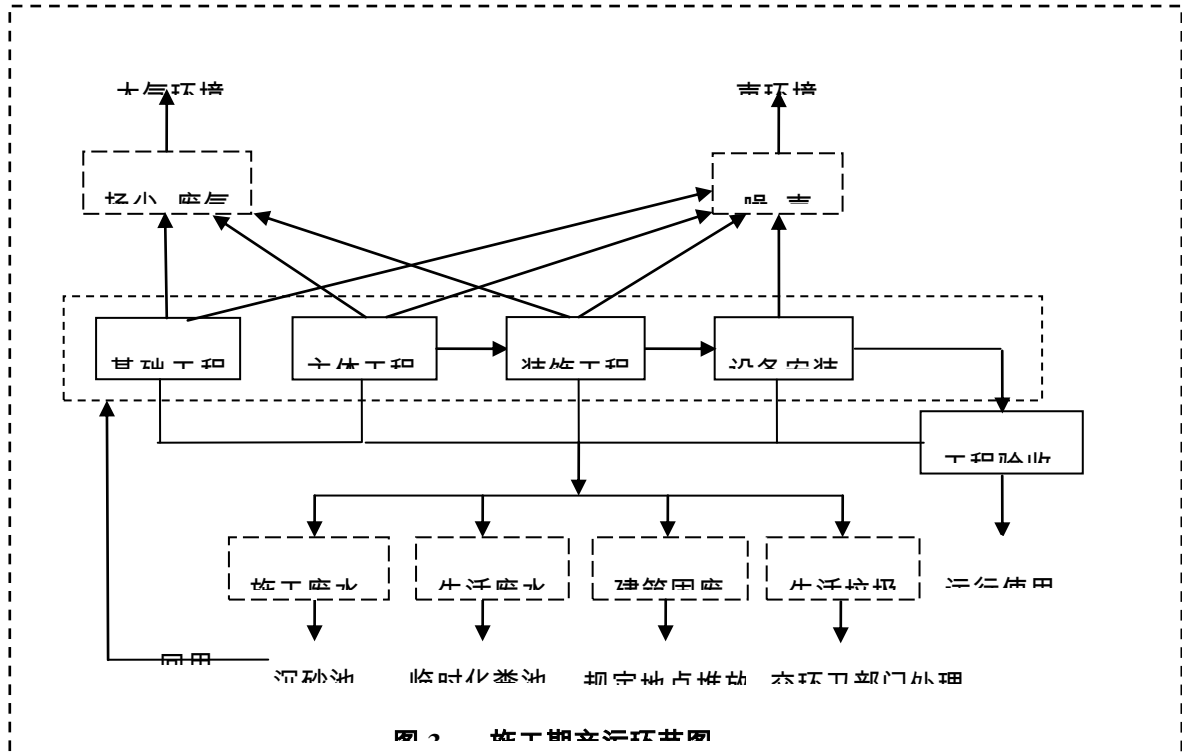 大气环境 声环境
扬尘 废气 噪 声
基础工程 主体工程 装饰工程 设备安装
工程验收
施工废水 生活废水 建筑固废 生活垃圾 运行使用
回用
沉砂池 临时化粪池 规定地点堆放 交环卫部门处理
图 3 施工期产污环节图